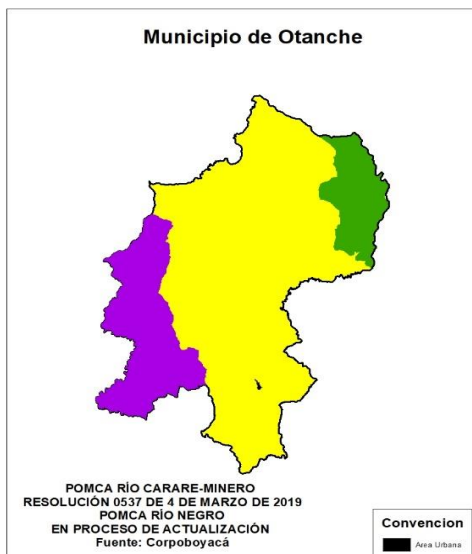 Municipio de Otanche
POMCA RÍO CARARE-MINERO
RESOLUCIÓN 0537 DE 4 DE MARZO DE 2019
POMCA RÍO NEGRO
EN PROCESO DE ACTUALIZACIÓN
Fuente: Corpoboyacá
Convencion
Area Urbana